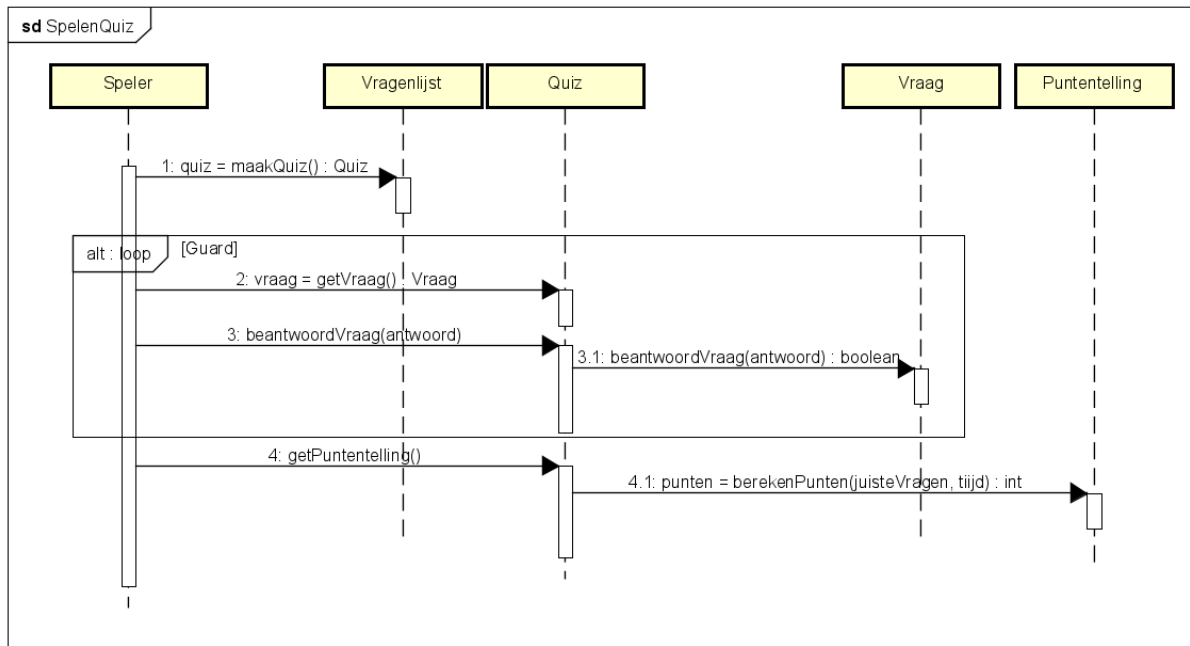 sd SpelenQuiz
Speler
Vragenlijst
Quiz
Vraag
Puntentelling
1: quiz = maakQuiz() : Quiz
alt : loop
[Guard]
2: vraag = getVraag() : Vraag
3: beantwoordVraag(antwoord)
3.1: beantwoordVraag(antwoord) : boolean
4: getPuntentelling()
4.1: punten = berekenPunten(juisteVragen, tiijd) : int